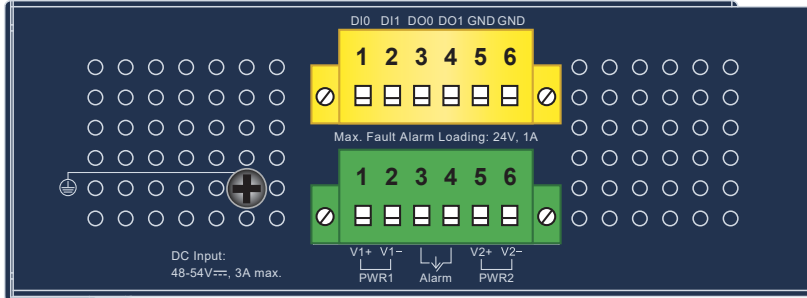 DI0 DI1 DO0 DO1 GND GND
1 2 3 4 5 6
Max. Fault Alarm Loading: 24V, 1A
1 2 3 4 5 6
V1+ V1− V2+ V2−
PWR1 Alarm PWR2
DC Input:
48-54V⎓, 3A max.